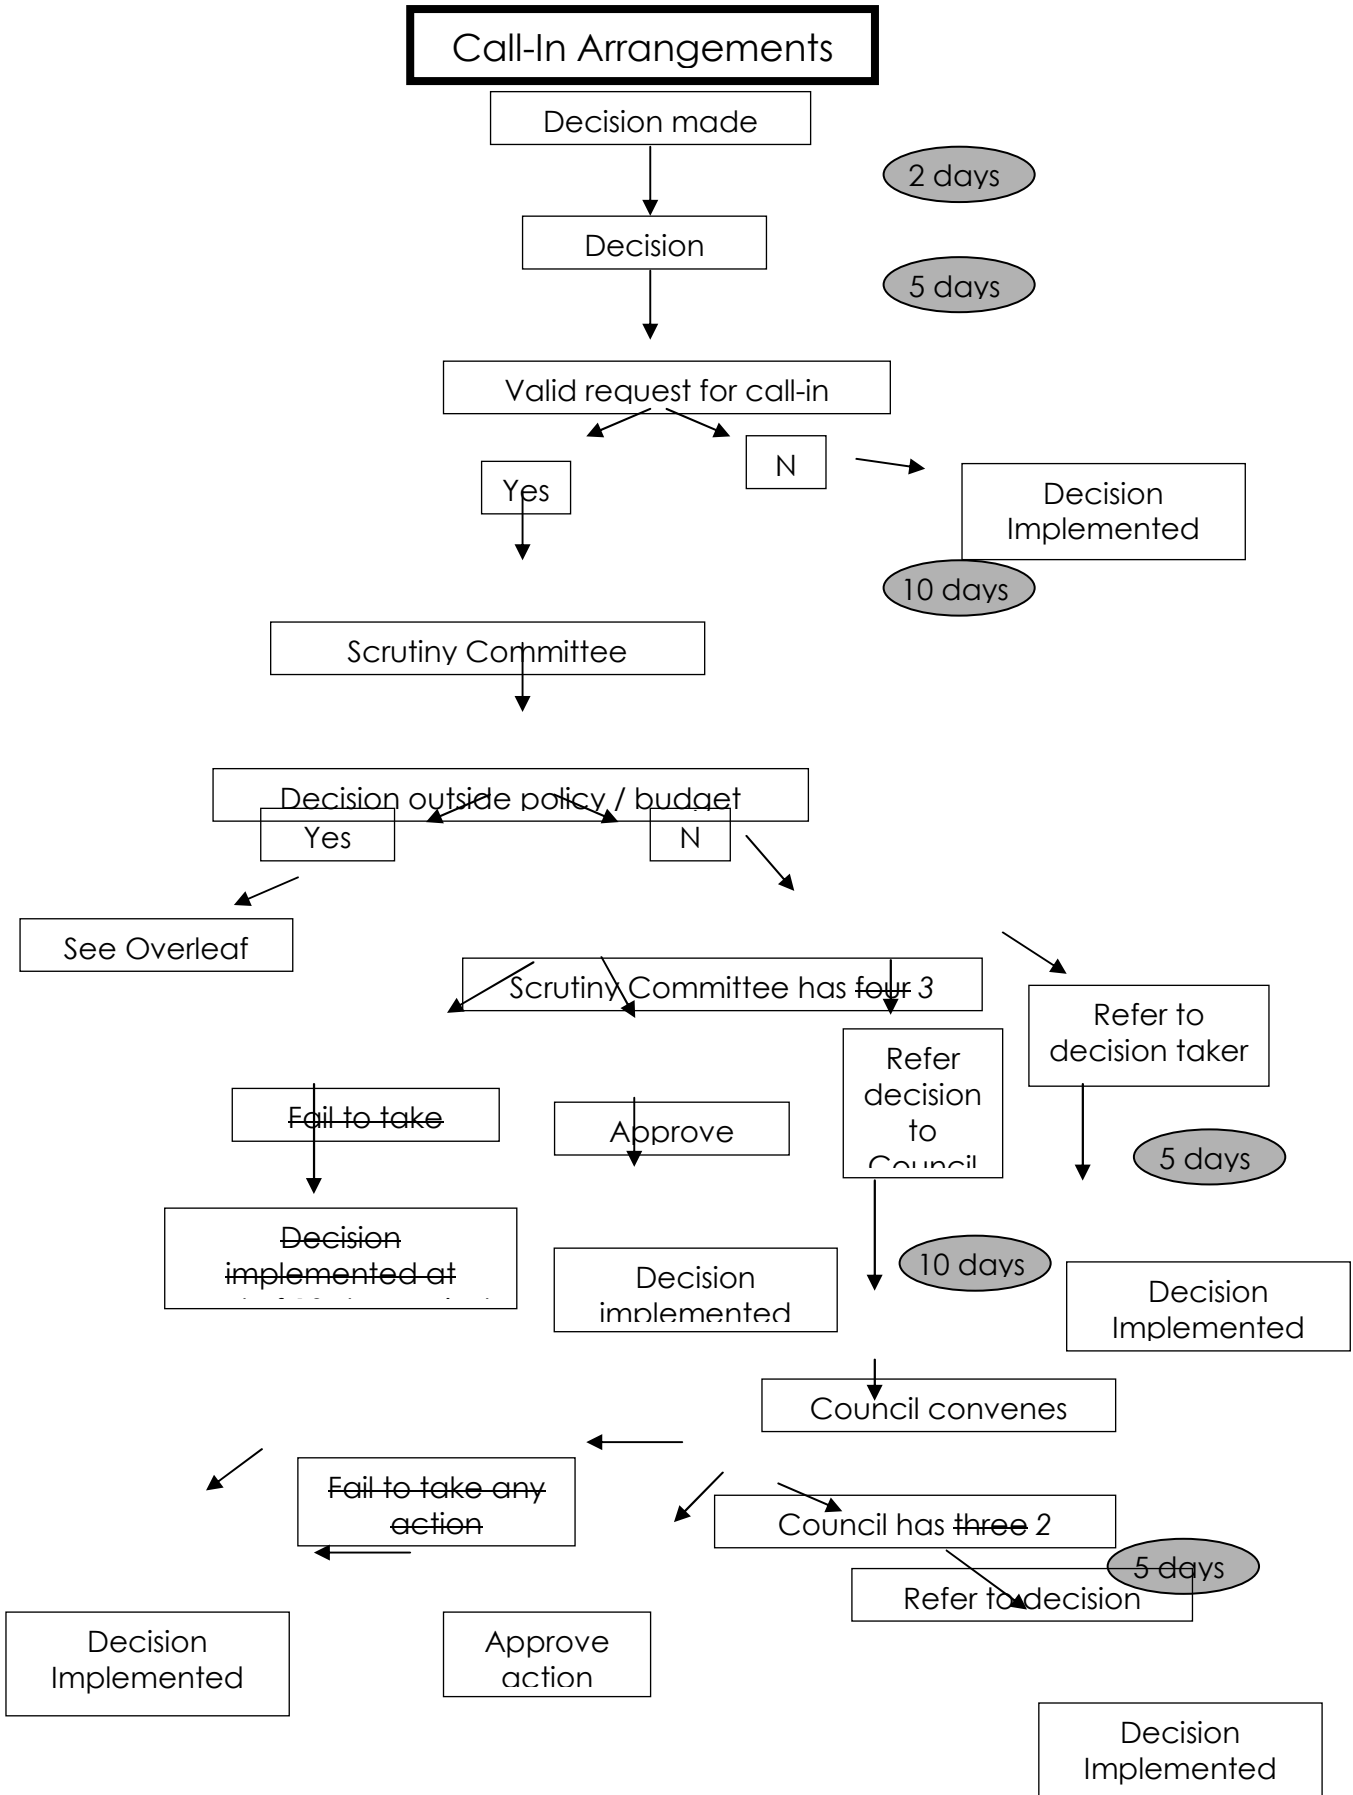 Call-In Arrangements
Decision made
2 days
Decision
5 days
Valid request for call-in
N
Yes
Decision
Implemented
10 days
Scrutiny Committee
Decision outside policy / budget
Yes
N
See Overleaf
Scrutiny Committee has four 3
Refer to
decision taker
Refer
decision
to
Council
Fail to take
Approve
5 days
Decision
implemented at
10 days
Decision
implemented
Decision
Implemented
Council convenes
Fail to take any
action
Council has three 2
5 days
Refer to decision
Decision
Implemented
Approve
action
Decision
Implemented